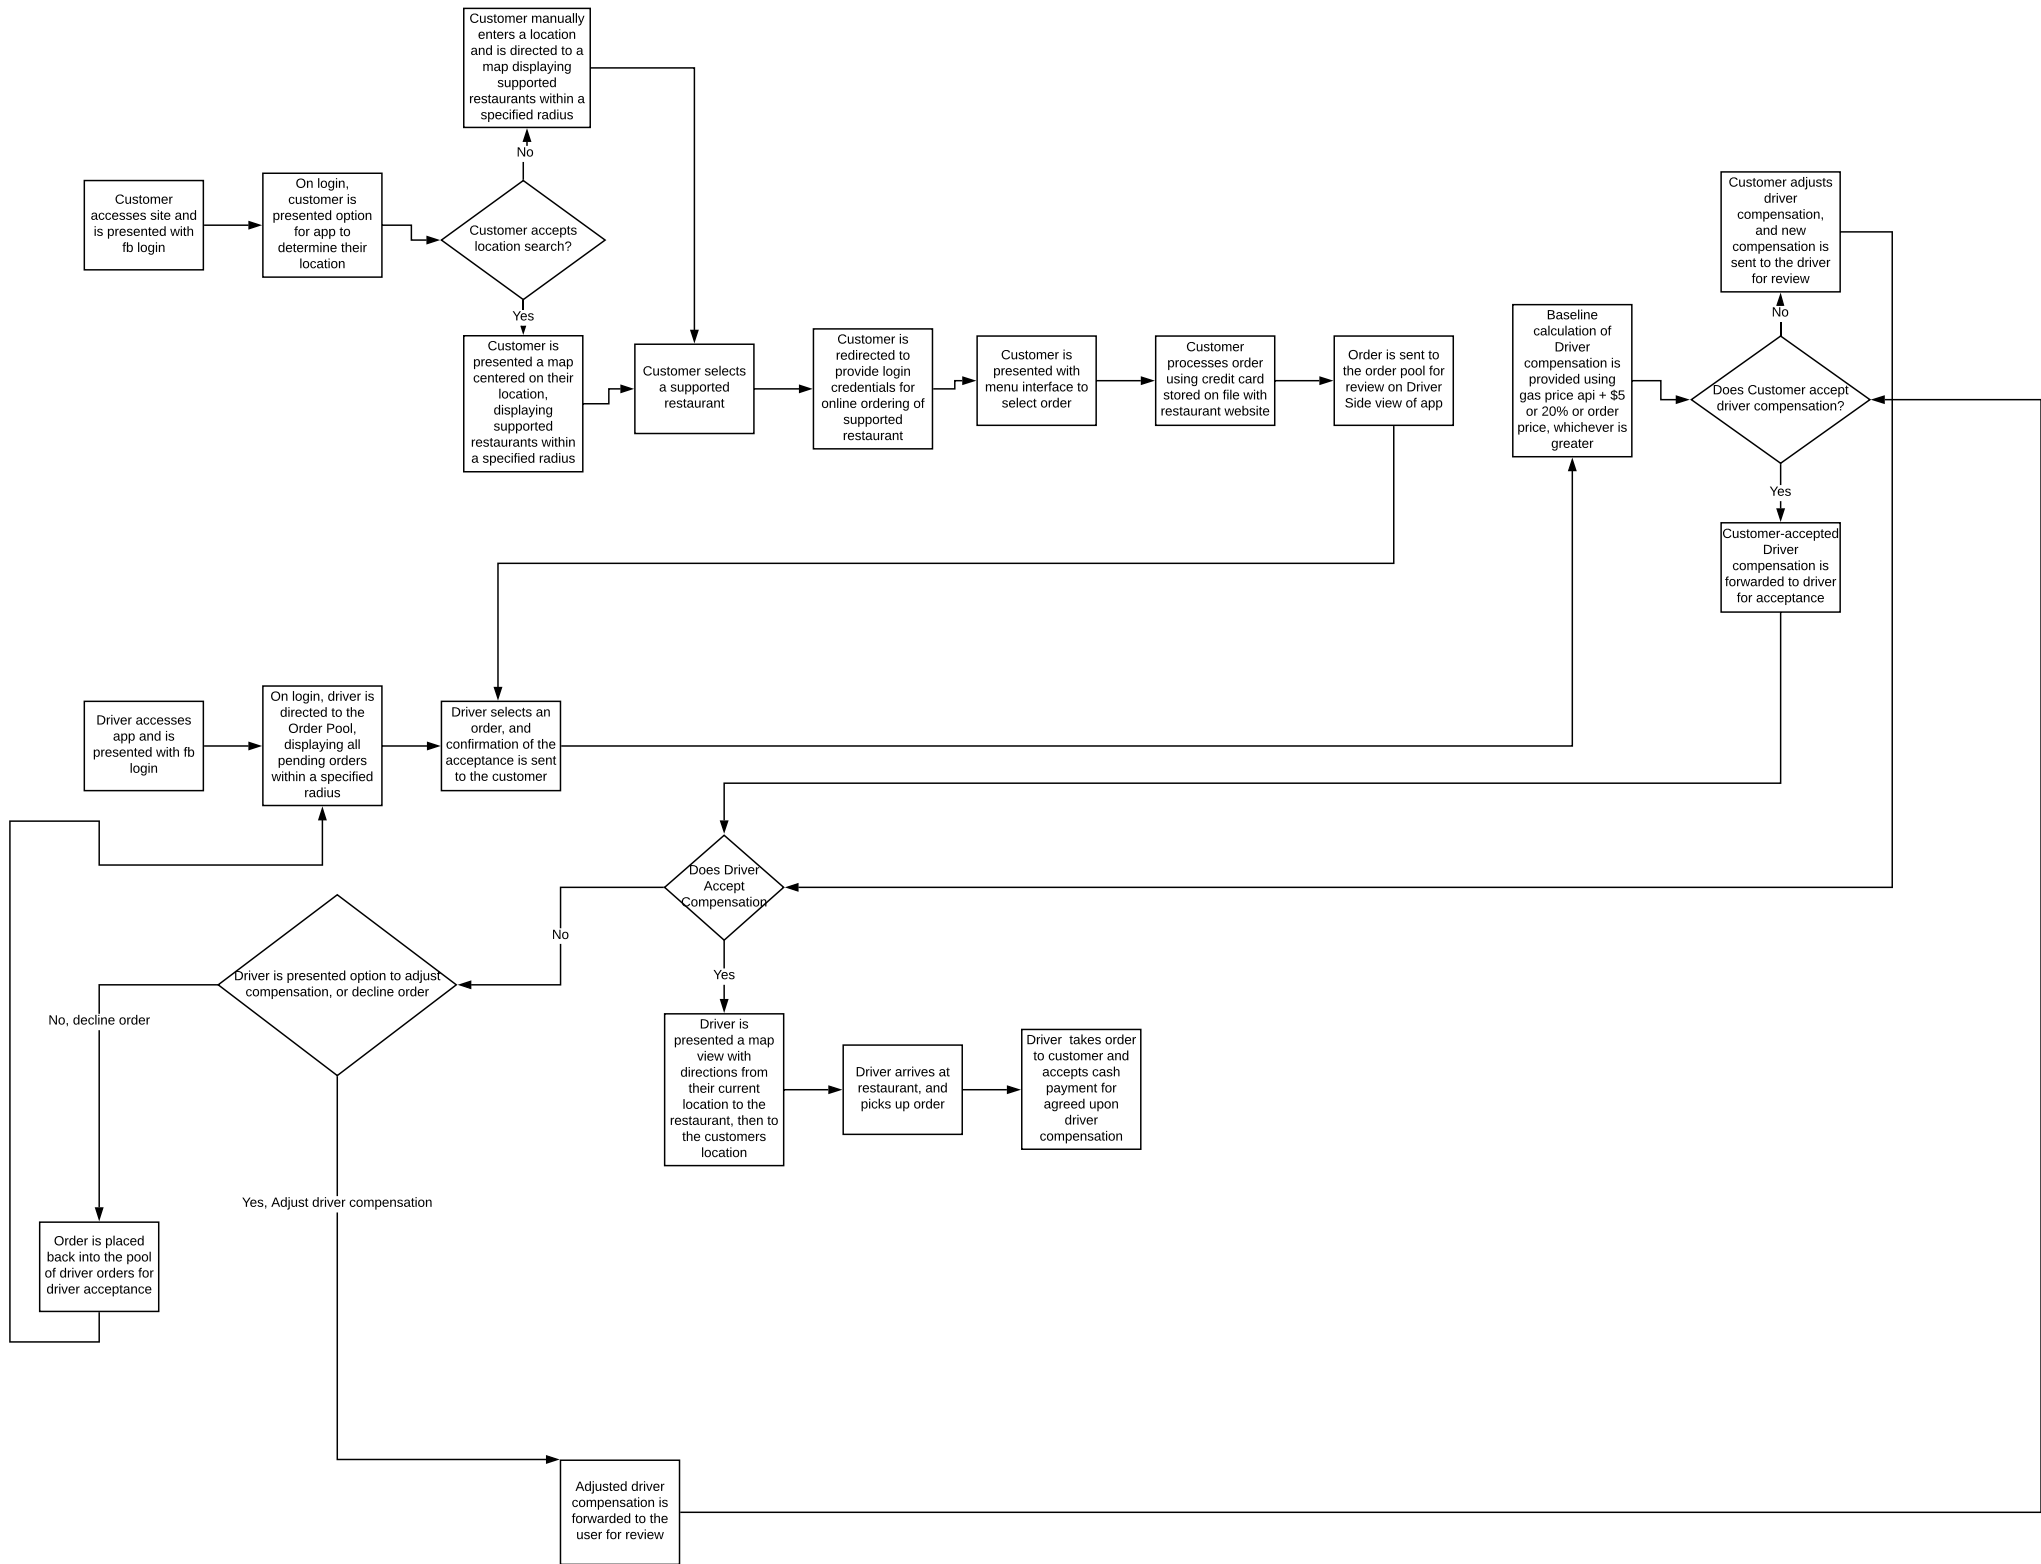 Customer manually
enters a location
and is directed to a
map displaying
supported
restaurants within a
specified radius
No
Customer
accesses site and
is presented with
fb login
On login,
customer is
presented option
for app to
determine their
location
Customer accepts
location search?
Yes
Customer is
presented a map
centered on their
location,
displaying
supported
restaurants within
a specified radius
Customer selects
a supported
restaurant
Customer is
redirected to
provide login
credentials for
online ordering of
supported
restaurant
Customer is
presented with
menu interface to
select order
Customer
processes order
using credit card
stored on file with
restaurant website
Order is sent to
the order pool for
review on Driver
Side view of app
Baseline
calculation of
Driver
compensation is
provided using
gas price api + $5
or 20% or order
price, whichever is
greater
Customer adjusts
driver
compensation,
and new
compensation is
sent to the driver
for review
No
Does Customer accept
driver compensation?
Yes
Customer-accepted
Driver
compensation is
forwarded to driver
for acceptance
Driver accesses
app and is
presented with fb
login
On login, driver is
directed to the
Order Pool,
displaying all
pending orders
within a specified
radius
Driver selects an
order, and
confirmation of the
acceptance is sent
to the customer
Does Driver
Accept
Compensation
No
Yes
Driver is presented option to adjust
compensation, or decline order
No, decline order
Driver is
presented a map
view with
directions from
their current
location to the
restaurant, then to
the customers
location
Driver arrives at
restaurant, and
picks up order
Driver  takes order
to customer and
accepts cash
payment for
agreed upon
driver
compensation
Yes, Adjust driver compensation
Order is placed
back into the pool
of driver orders for
driver acceptance
Adjusted driver
compensation is
forwarded to the
user for review